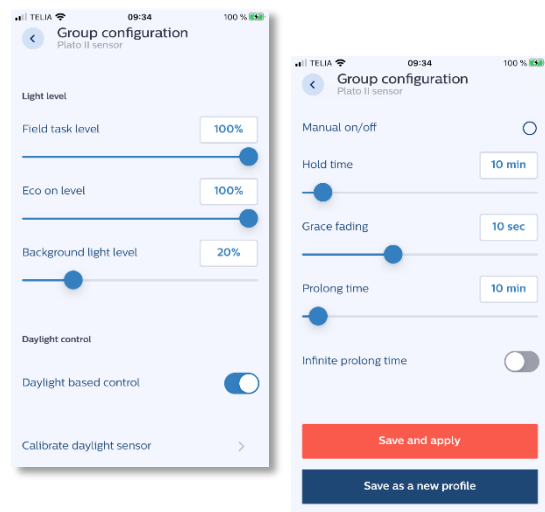 TELIA 09:34 100 %
Group configuration
Plato II sensor
Light level
Field task level 100%
Eco on level 100%
Background light level 20%
Daylight control
Daylight based control
Calibrate daylight sensor
TELIA 09:34 100 %
Group configuration
Plato II sensor
Manual on/off
Hold time 10 min
Grace fading 10 sec
Prolong time 10 min
Infinite prolong time
Save and apply
Save as a new profile